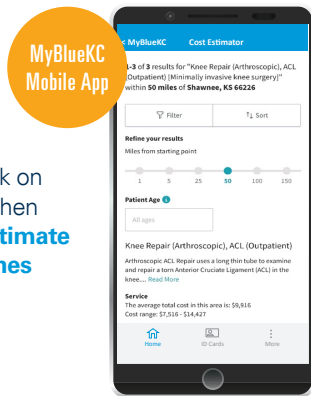 MyBlueKC
Mobile App
k on
hen
timate
nes
< MyBlueKC Cost Estimator
1-3 of 3 results for "Knee Repair (Arthroscopic), ACL
(Outpatient) [Minimally invasive knee surgery]"
within 50 miles of Shawnee, KS 66226
Filter Sort
Refine your results
Miles from starting point
1 5 25 50 100 150
Patient Age
All ages
Knee Repair (Arthroscopic), ACL (Outpatient)
Arthroscopic ACL Repair uses a long thin tube to examine
and repair a torn Anterior Cruciate Ligament (ACL) in the
knee.... Read More
Service
The average total cost in this area is: $9,916
Cost range: $7,516 - $14,427
Home ID Cards More